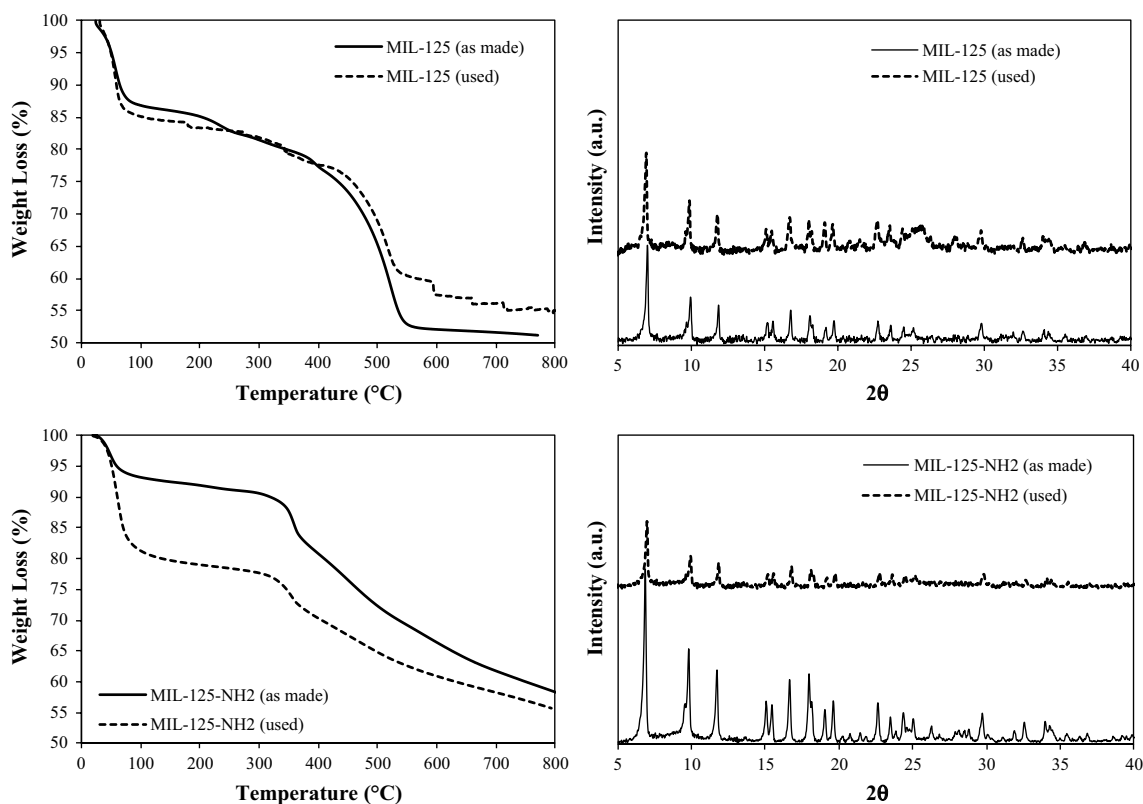 100
95
90
85
80
75
70
65
60
55
50
Weight Loss (%)
MIL-125 (as made)
MIL-125 (used)
0 100 200 300 400 500 600 700 800
Temperature (°C)
Intensity (a.u.)
MIL-125 (as made)
MIL-125 (used)
5 10 15 20 25 30 35 40
2θ
100
95
90
85
80
75
70
65
60
55
50
Weight Loss (%)
MIL-125-NH2 (as made)
MIL-125-NH2 (used)
0 100 200 300 400 500 600 700 800
Temperature (°C)
Intensity (a.u.)
MIL-125-NH2 (as made)
MIL-125-NH2 (used)
5 10 15 20 25 30 35 40
2θ